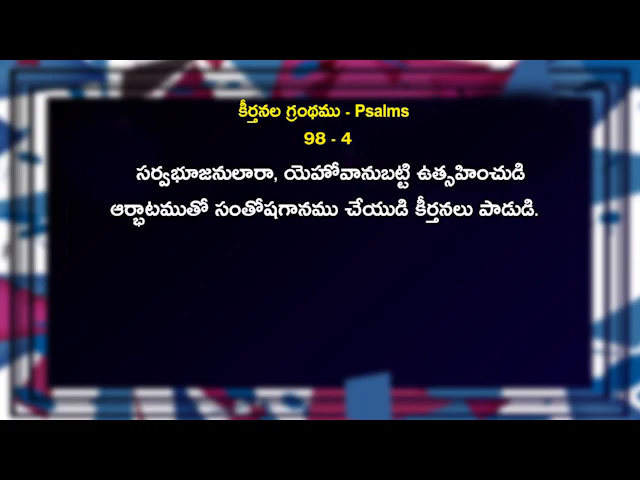 కీర్తనల గ్రంథము - Psalms
98 - 4
సర్వభూజనులారా, యెహోవానుబట్టి ఉత్సహించుడి
ఆర్భాటముతో సంతోషగానము చేయుడి కీర్తనలు పాడుడి.